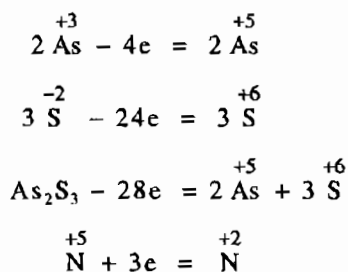 +3 +5
2 As − 4e = 2 As
−2 +6
3 S − 24e = 3 S
+5 +6
As₂S₃ − 28e = 2 As + 3 S
+5 +2
N + 3e = N